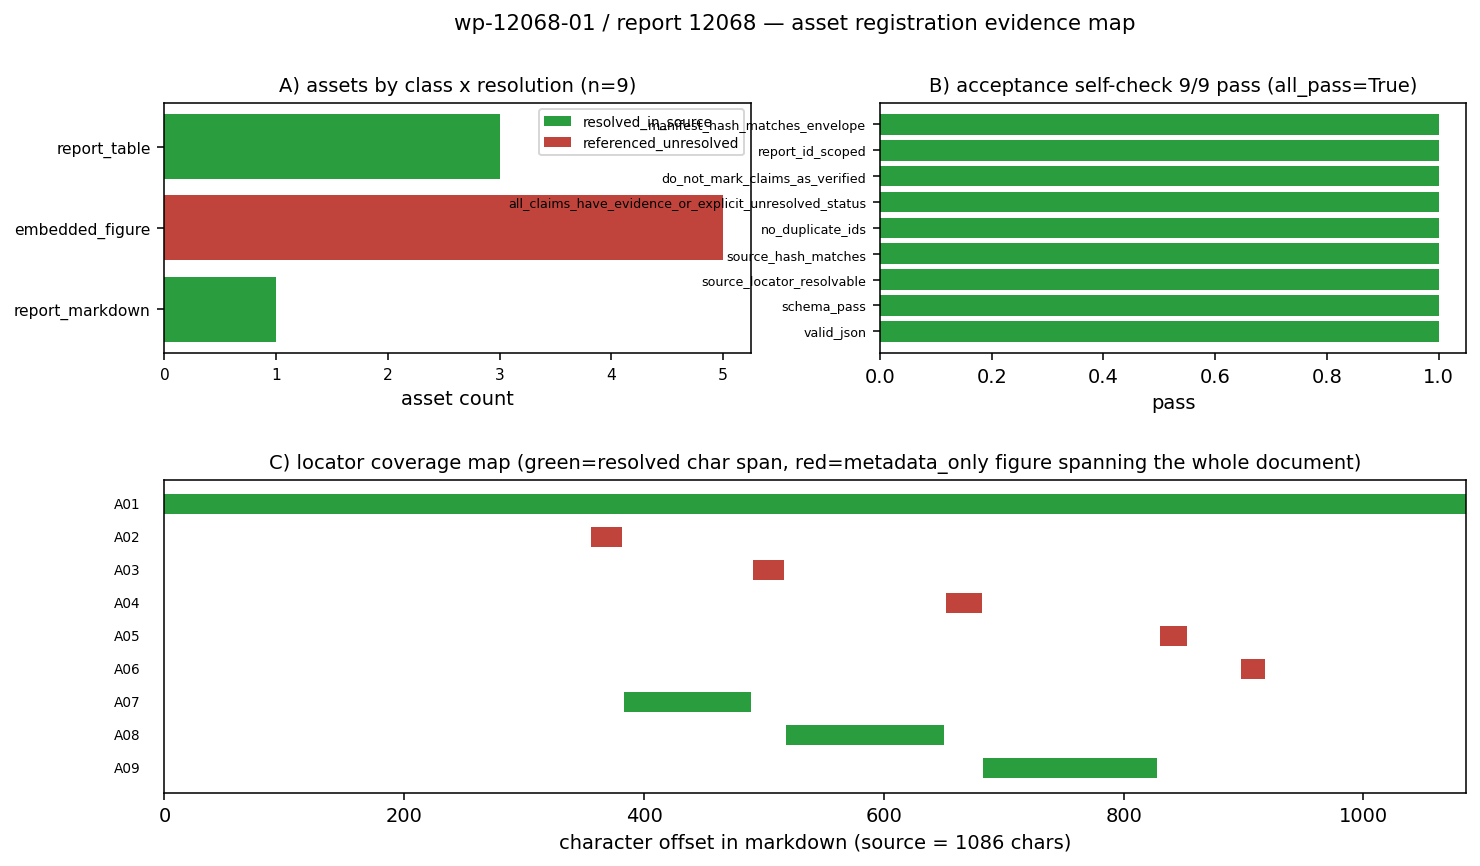 wp-12068-01 / report 12068 — asset registration evidence map
A) assets by class x resolution (n=9)
report_table
embedded_figure
report_markdown
resolved_in_source
referenced_unresolved
0 1 2 3 4 5
asset count
B) acceptance self-check 9/9 pass (all_pass=True)
manifest_hash_matches_envelope
report_id_scoped
do_not_mark_claims_as_verified
all_claims_have_evidence_or_explicit_unresolved_status
no_duplicate_ids
source_hash_matches
source_locator_resolvable
schema_pass
valid_json
0.0 0.2 0.4 0.6 0.8 1.0
pass
C) locator coverage map (green=resolved char span, red=metadata_only figure spanning the whole document)
A01
A02
A03
A04
A05
A06
A07
A08
A09
0 200 400 600 800 1000
character offset in markdown (source = 1086 chars)